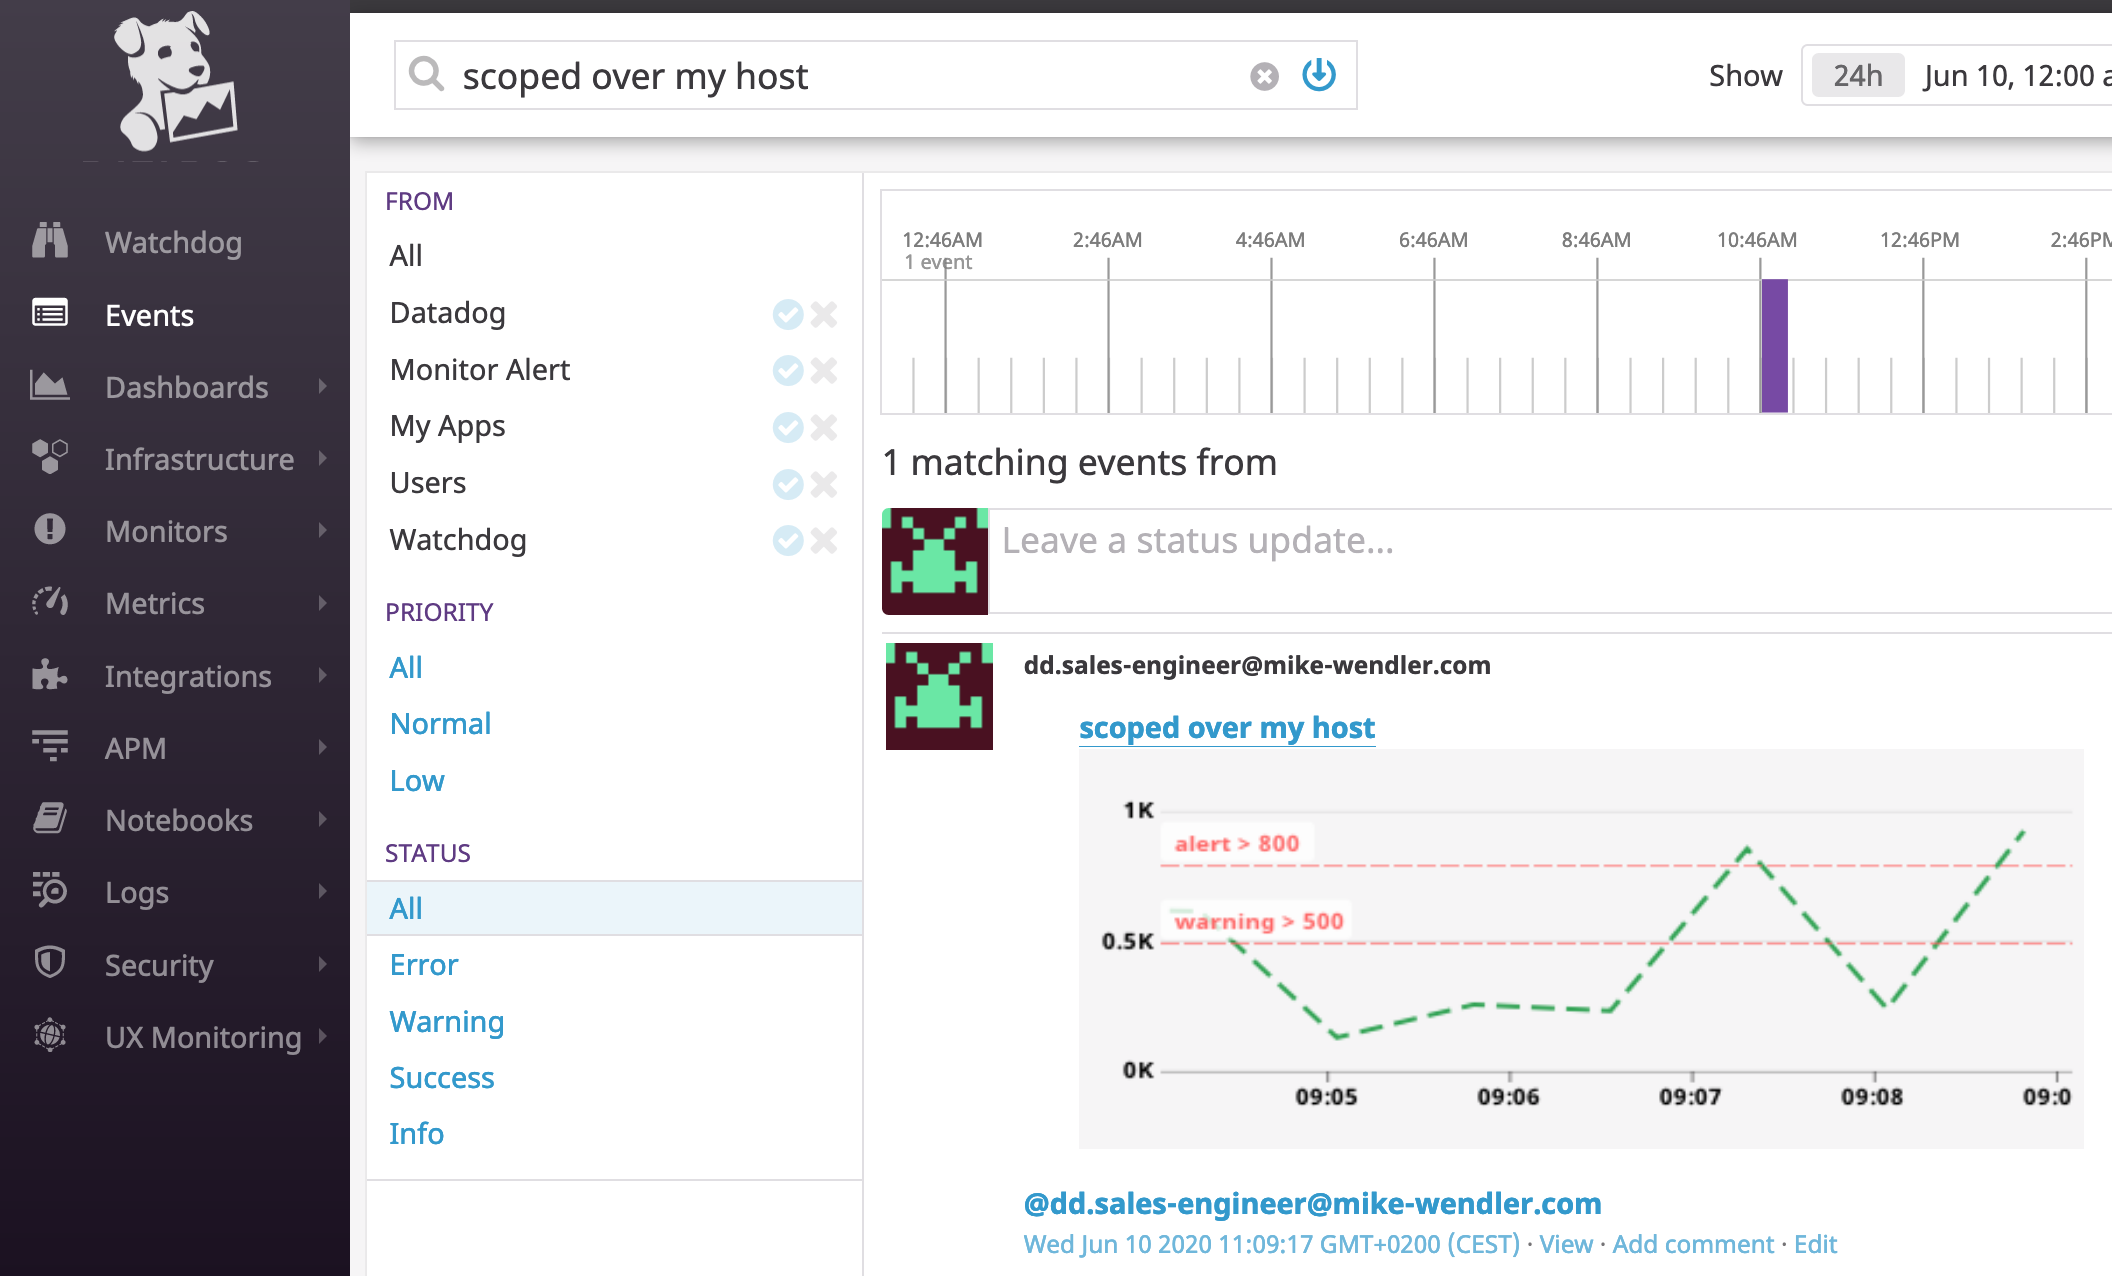 scoped over my host
Show 24h Jun 10, 12:00 a
Watchdog
Events
Dashboards
Infrastructure
Monitors
Metrics
Integrations
APM
Notebooks
Logs
Security
UX Monitoring
FROM
All
Datadog
Monitor Alert
My Apps
Users
Watchdog
PRIORITY
All
Normal
Low
STATUS
All
Error
Warning
Success
Info
12:46AM 2:46AM 4:46AM 6:46AM 8:46AM 10:46AM 12:46PM 2:46PM
1 event
1 matching events from
Leave a status update...
dd.sales-engineer@mike-wendler.com
scoped over my host
1K
alert > 800
warning > 500
0.5K
0K
09:05 09:06 09:07 09:08 09:0
@dd.sales-engineer@mike-wendler.com
Wed Jun 10 2020 11:09:17 GMT+0200 (CEST) · View · Add comment · Edit